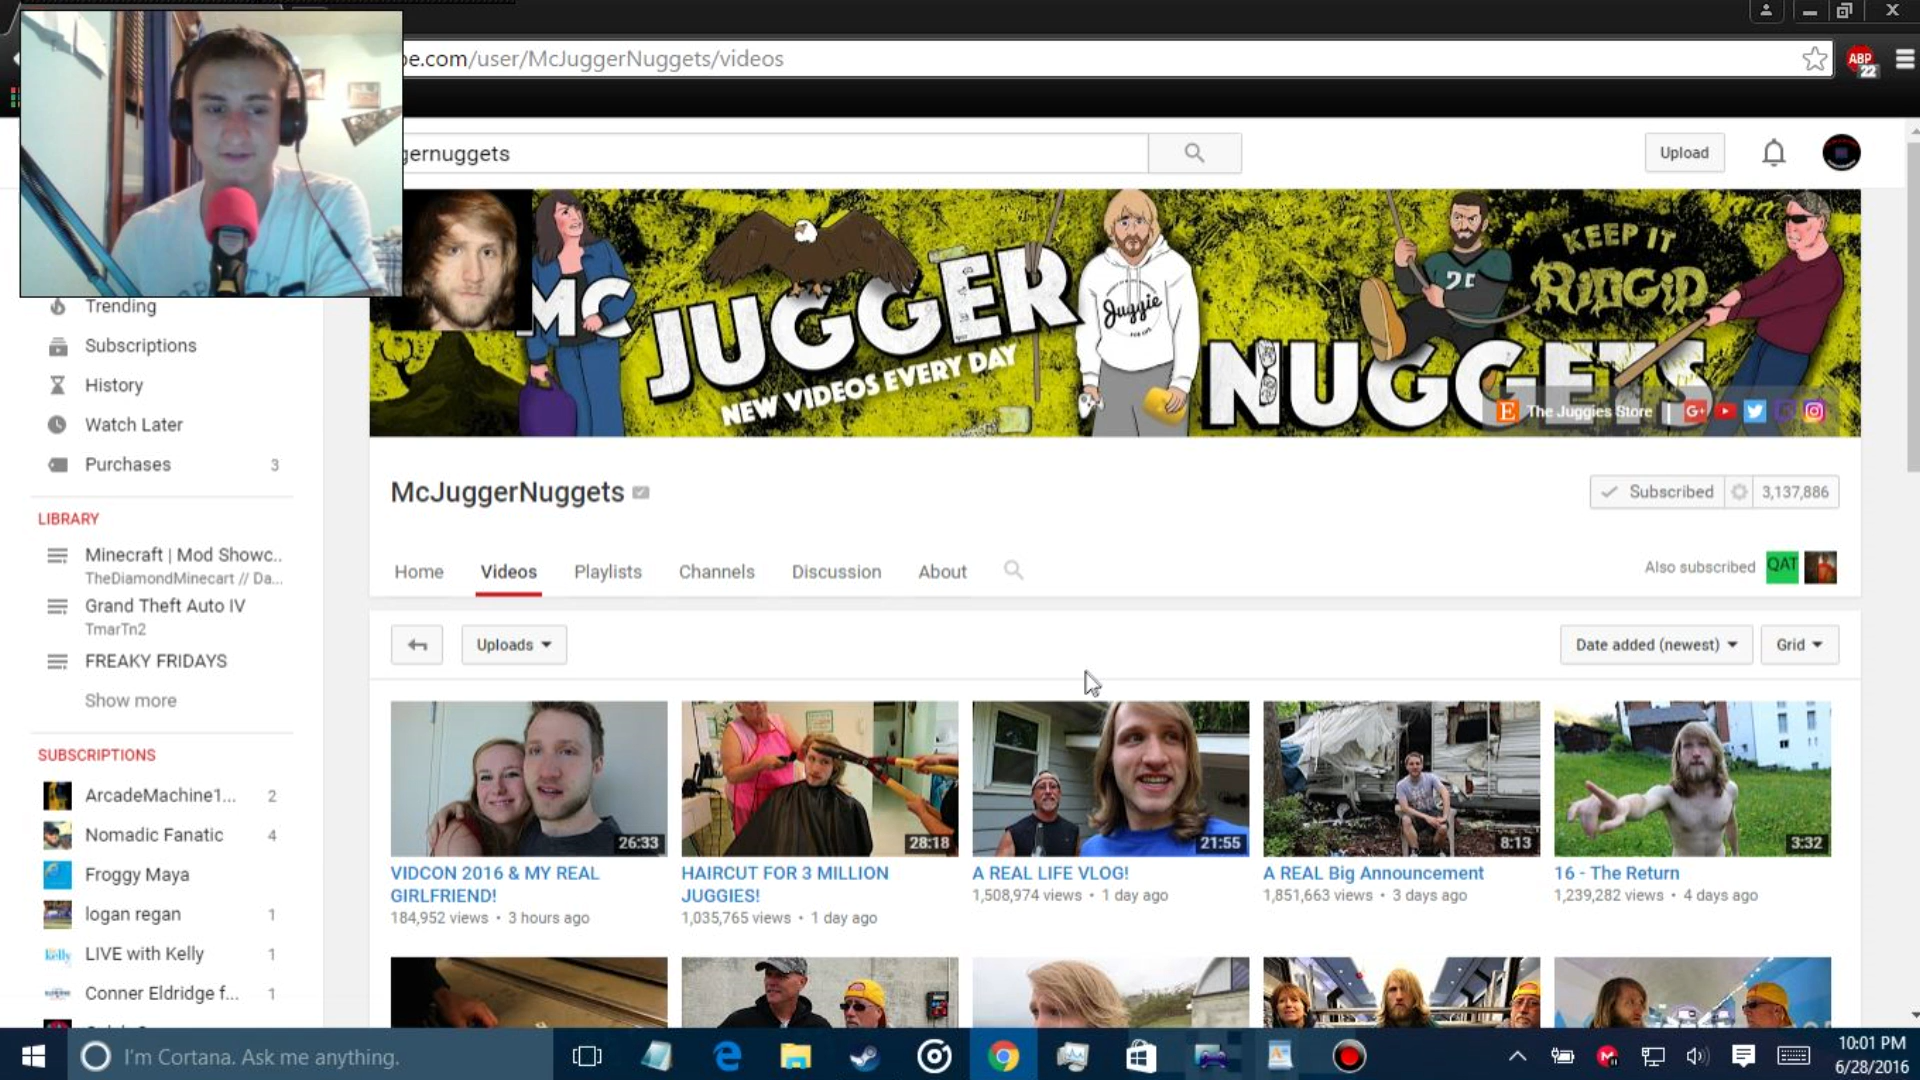 be.com/user/McJuggerNuggets/videos
ABP
22
gernuggets
Upload
MC JUGGER NUGGETS
NEW VIDEOS EVERY DAY
Juggie
FOR LIFE
KEEP IT
RIDGID
The Juggies Store
Trending
Subscriptions
History
Watch Later
Purchases 3
LIBRARY
Minecraft | Mod Showc..
TheDiamondMinecart // Da...
Grand Theft Auto IV
TmarTn2
FREAKY FRIDAYS
Show more
SUBSCRIPTIONS
ArcadeMachine1... 2
Nomadic Fanatic 4
Froggy Maya
logan regan 1
LIVE with Kelly 1
Conner Eldridge f... 1
McJuggerNuggets
Subscribed 3,137,886
Home Videos Playlists Channels Discussion About
Also subscribed QAT
Uploads
Date added (newest) Grid
26:33
VIDCON 2016 & MY REAL
GIRLFRIEND!
184,952 views • 3 hours ago
28:18
HAIRCUT FOR 3 MILLION
JUGGIES!
1,035,765 views • 1 day ago
21:55
A REAL LIFE VLOG!
1,508,974 views • 1 day ago
8:13
A REAL Big Announcement
1,851,663 views • 3 days ago
3:32
16 - The Return
1,239,282 views • 4 days ago
I'm Cortana. Ask me anything.
10:01 PM
6/28/2016